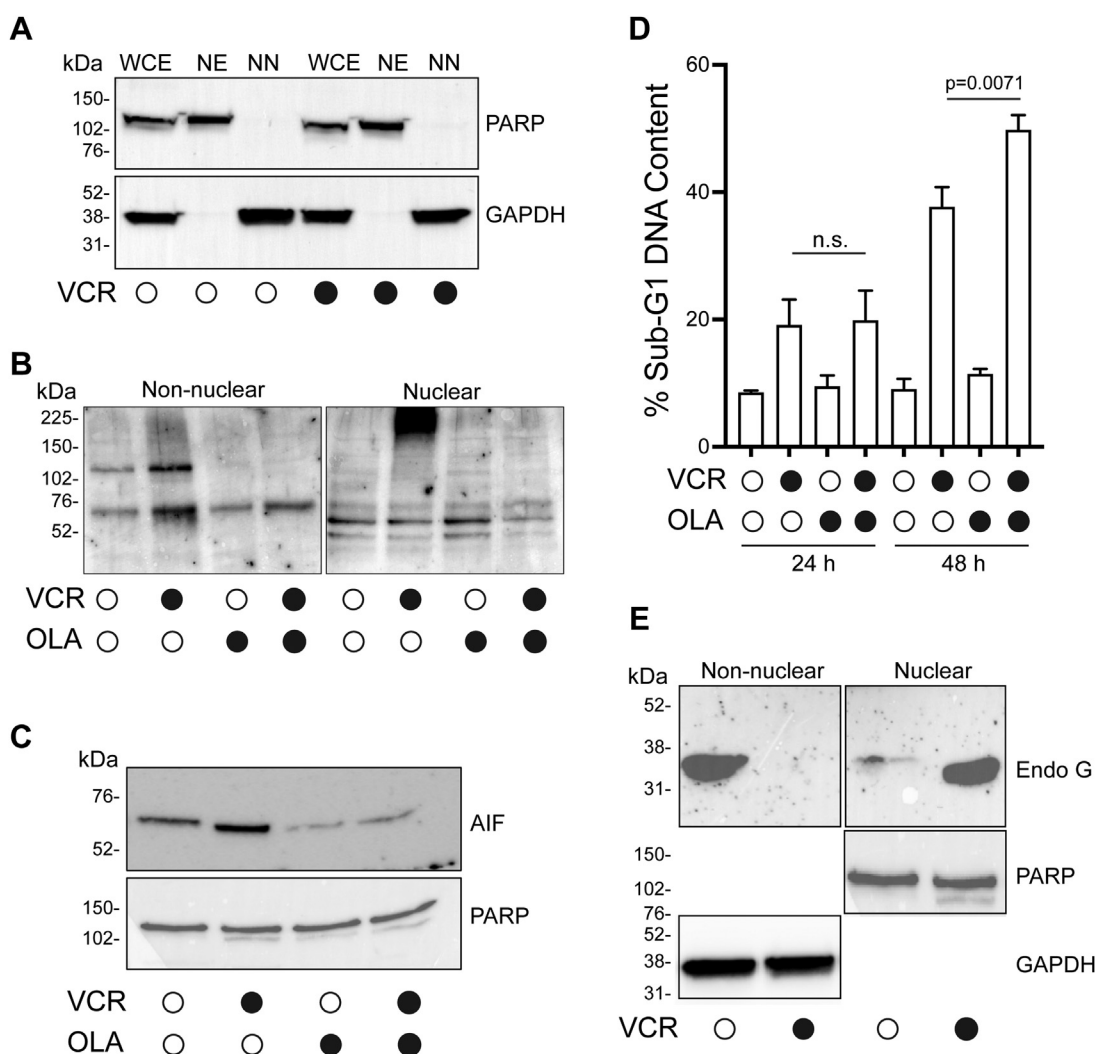 A
kDa WCE NE NN WCE NE NN
150-
102-
76-
PARP
52-
38-
31-
GAPDH
VCR
B
kDa Non-nuclear Nuclear
225-
150-
102-
76-
52-
VCR
OLA
C
kDa
76-
52-
AIF
150-
102-
PARP
VCR
OLA
D
% Sub-G1 DNA Content
60
40
20
0
n.s.
p=0.0071
VCR
OLA
24 h 48 h
E
kDa Non-nuclear Nuclear
52-
38-
31-
Endo G
150-
102-
76-
PARP
52-
38-
31-
GAPDH
VCR